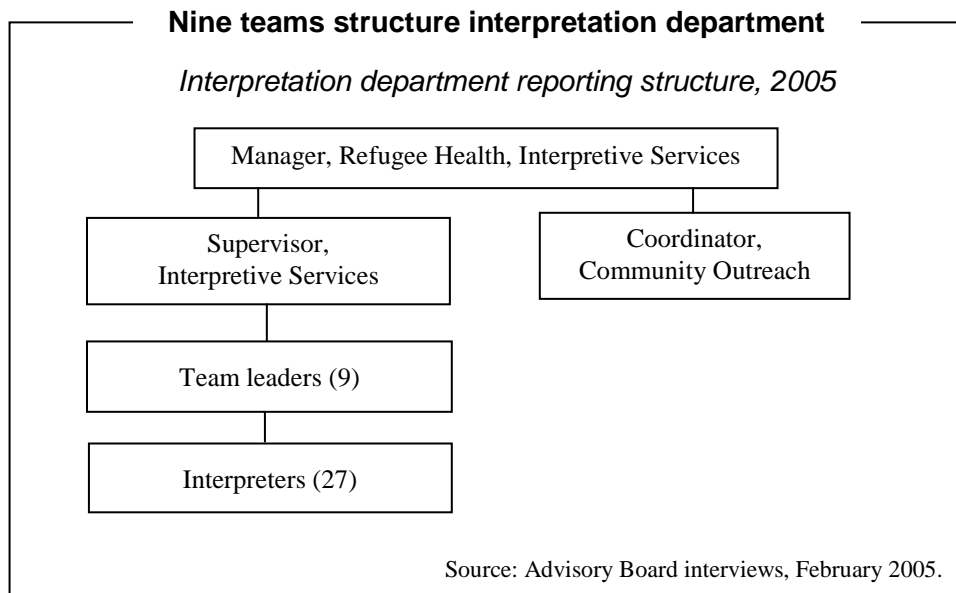 Nine teams structure interpretation department
Interpretation department reporting structure, 2005
Manager, Refugee Health, Interpretive Services
Supervisor,
Interpretive Services
Coordinator,
Community Outreach
Team leaders (9)
Interpreters (27)
Source: Advisory Board interviews, February 2005.